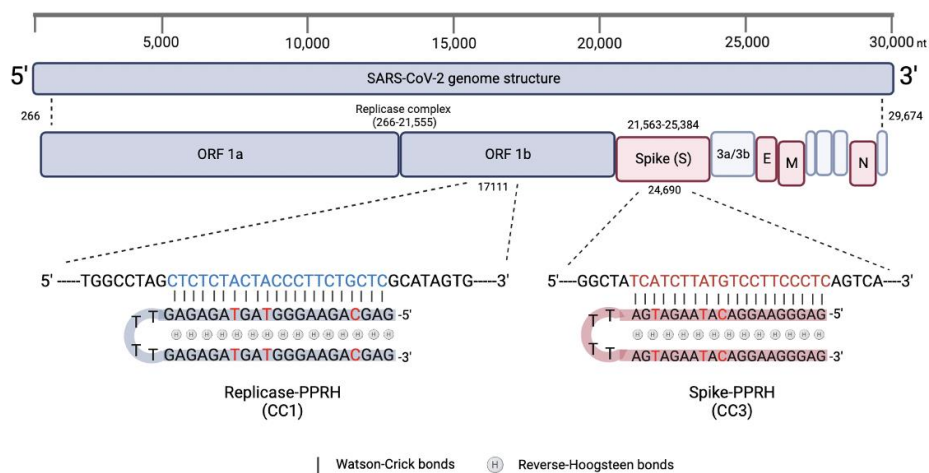 5,000 10,000 15,000 20,000 25,000 30,000 nt
5' SARS-CoV-2 genome structure 3'
266 Replicase complex 29,674
(266-21,555) 21,563-25,384
ORF 1a ORF 1b Spike (S) 3a/3b E M N
17111 24,690
5' -----TGGCCTAGCTCTCTACTACCCTTCTGCTCGCATAGTG-----3' 5'----GGCTATCATCTTATGTCCTTCCCTCAGTCA----3'
T T GAGAGATGATGGGAAGACGAG -5' T T AGTAGAATACAGGAAGGGAG -5'
H H H H H H H H H H H H H H H H H H H H H H H H H H H H H H
T T GAGAGATGATGGGAAGACGAG -3' T T AGTAGAATACAGGAAGGGAG -3'
Replicase-PPRH Spike-PPRH
(CC1) (CC3)
Watson-Crick bonds H Reverse-Hoogsteen bonds